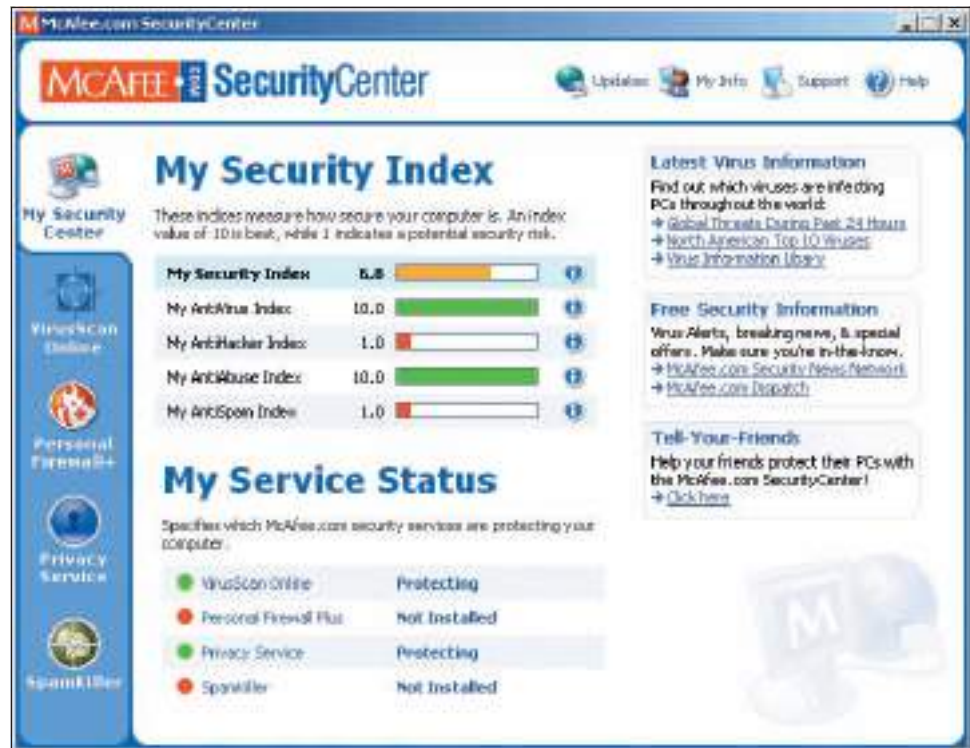 McAfee.com SecurityCenter
McAFEE 2003 SecurityCenter
Updates My Info Support Help
My Security Center
VirusScan Online
Personal Firewall+
Privacy Service
SpamKiller
My Security Index
These indices measure how secure your computer is. An index
value of 10 is best, while 1 indicates a potential security risk.
My Security Index 6.8
My AntiVirus Index 10.0
My AntiHacker Index 1.0
My AntiAbuse Index 10.0
My AntiSpam Index 1.0
My Service Status
Specifies which McAfee.com security services are protecting your
computer.
VirusScan Online Protecting
Personal Firewall Plus Not Installed
Privacy Service Protecting
SpamKiller Not Installed
Latest Virus Information
Find out which viruses are infecting
PCs throughout the world:
Global Threats During Past 24 Hours
North American Top 10 Viruses
Virus Information Library
Free Security Information
Virus Alerts, breaking news, & special
offers. Make sure you're in-the-know.
McAfee.com Security News Network
McAfee.com Dispatch
Tell-Your-Friends
Help your friends protect their PCs with
the McAfee.com SecurityCenter!
Click here
M